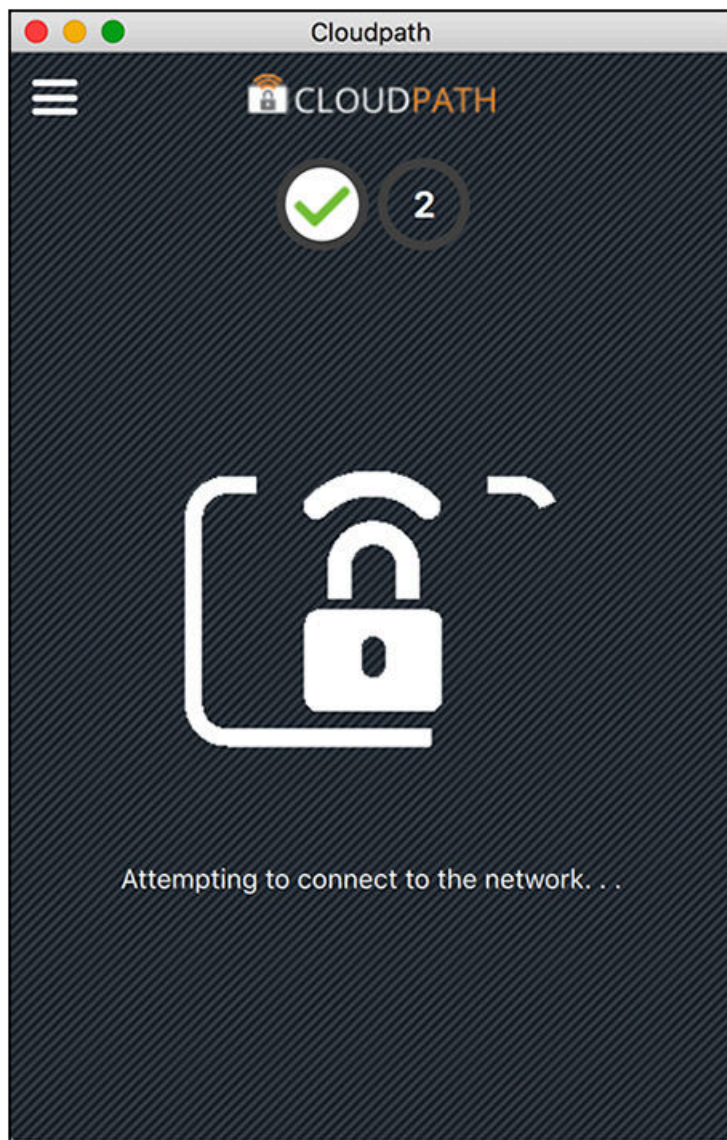 Cloudpath
CLOUDPATH
2
Attempting to connect to the network. . .